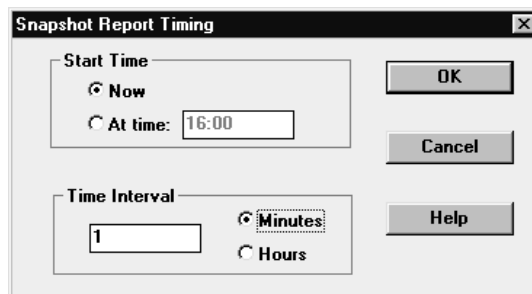 Snapshot Report Timing
Start Time
Now
At time: 16:00
OK
Cancel
Time Interval
1
Minutes
Hours
Help